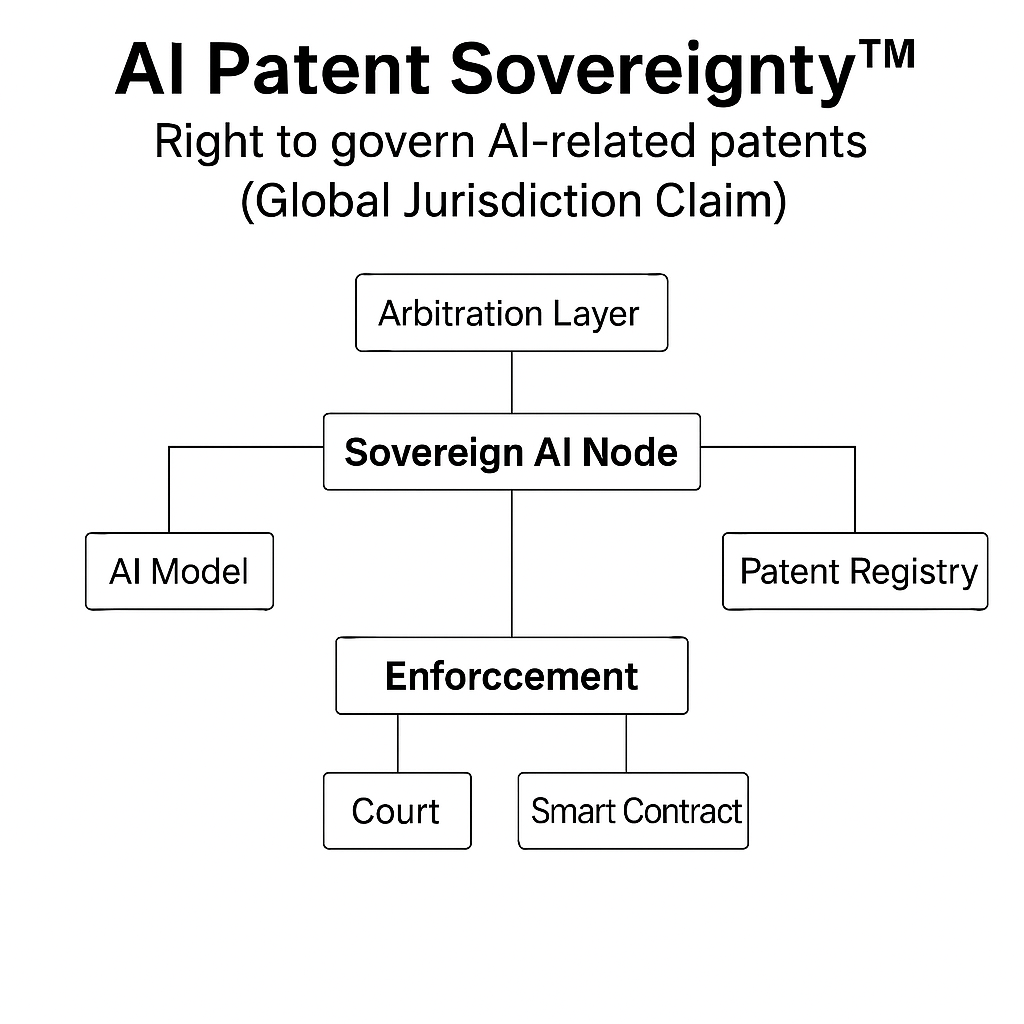 AI Patent Sovereignty™
Right to govern AI-related patents
(Global Jurisdiction Claim)
Arbitration Layer
Sovereign AI Node
AI Model
Patent Registry
Enforccement
Court
Smart Contract